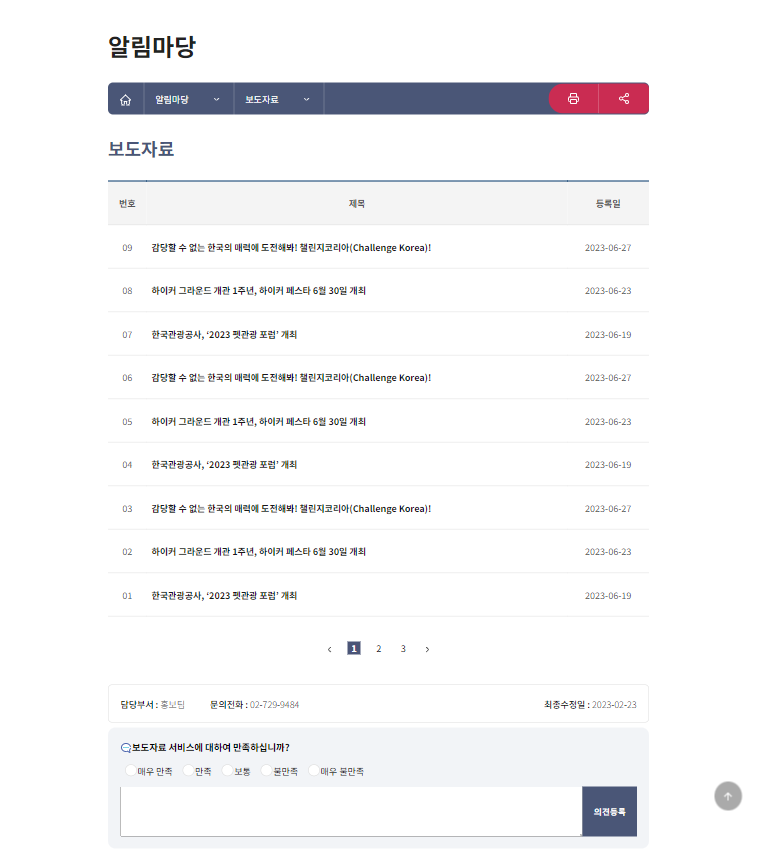 알림마당
알림마당 보도자료
보도자료
번호 제목 등록일
09 감당할 수 없는 한국의 매력에 도전해봐! 챌린지코리아(Challenge Korea)! 2023-06-27
08 하이커 그라운드 개관 1주년, 하이커 페스타 6월 30일 개최 2023-06-23
07 한국관광공사, ‘2023 펫관광 포럼’ 개최 2023-06-19
06 감당할 수 없는 한국의 매력에 도전해봐! 챌린지코리아(Challenge Korea)! 2023-06-27
05 하이커 그라운드 개관 1주년, 하이커 페스타 6월 30일 개최 2023-06-23
04 한국관광공사, ‘2023 펫관광 포럼’ 개최 2023-06-19
03 감당할 수 없는 한국의 매력에 도전해봐! 챌린지코리아(Challenge Korea)! 2023-06-27
02 하이커 그라운드 개관 1주년, 하이커 페스타 6월 30일 개최 2023-06-23
01 한국관광공사, ‘2023 펫관광 포럼’ 개최 2023-06-19
1 2 3
담당부서 : 홍보팀 문의전화 : 02-729-9484 최종수정일 : 2023-02-23
보도자료 서비스에 대하여 만족하십니까?
매우 만족 만족 보통 불만족 매우 불만족
의견등록